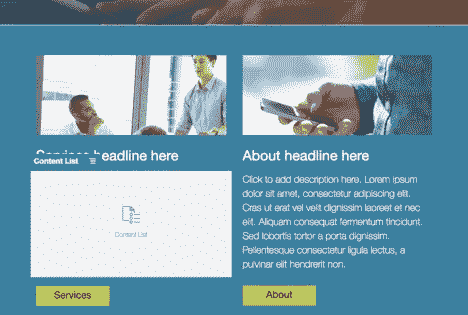 Services headline here
Content List
Content List
Services
About headline here
Click to add description here. Lorem ipsum
dolor sit amet, consectetur adipiscing elit.
Cras ut erat vel velit dignissim laoreet et nec
elit. Aliquam consequat fermentum tincidunt.
Sed lobortis tortor a porta dignissim.
Pellentesque consectetur ligula lectus, a
pulvinar elit hendrerit non.
About